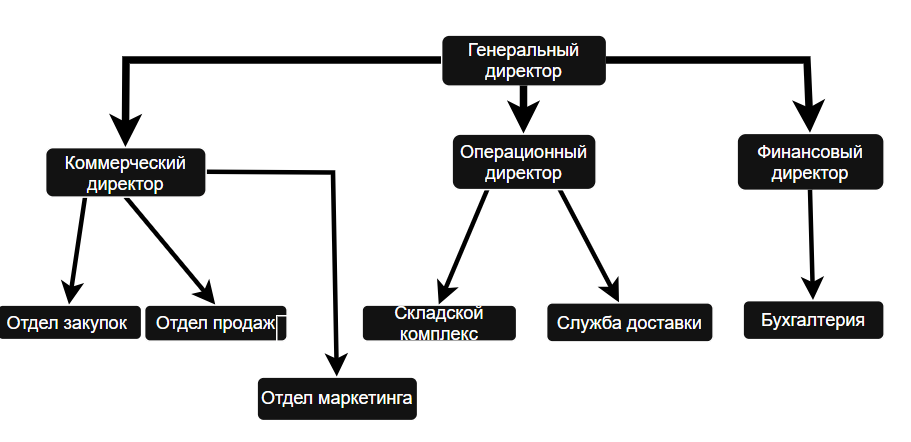 Генеральный
директор
Коммерческий
директор
Операционный
директор
Финансовый
директор
Отдел закупок
Отдел продаж
Складской
комплекс
Служба доставки
Бухгалтерия
Отдел маркетинга